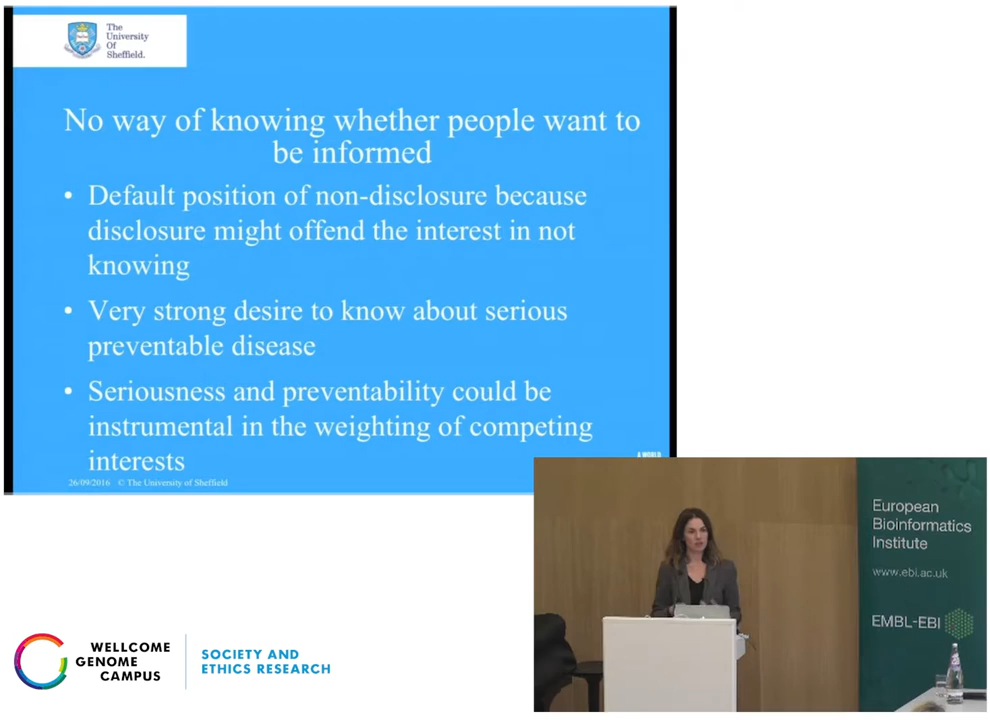 The
University
Of
Sheffield.
No way of knowing whether people want to
be informed
• Default position of non-disclosure because
disclosure might offend the interest in not
knowing
• Very strong desire to know about serious
preventable disease
• Seriousness and preventability could be
instrumental in the weighting of competing
interests
A WORLD
26/09/2016 © The University of Sheffield
European
Bioinformatics
Institute
www.ebi.ac.uk
EMBL-EBI
WELLCOME
GENOME
CAMPUS
SOCIETY AND
ETHICS RESEARCH